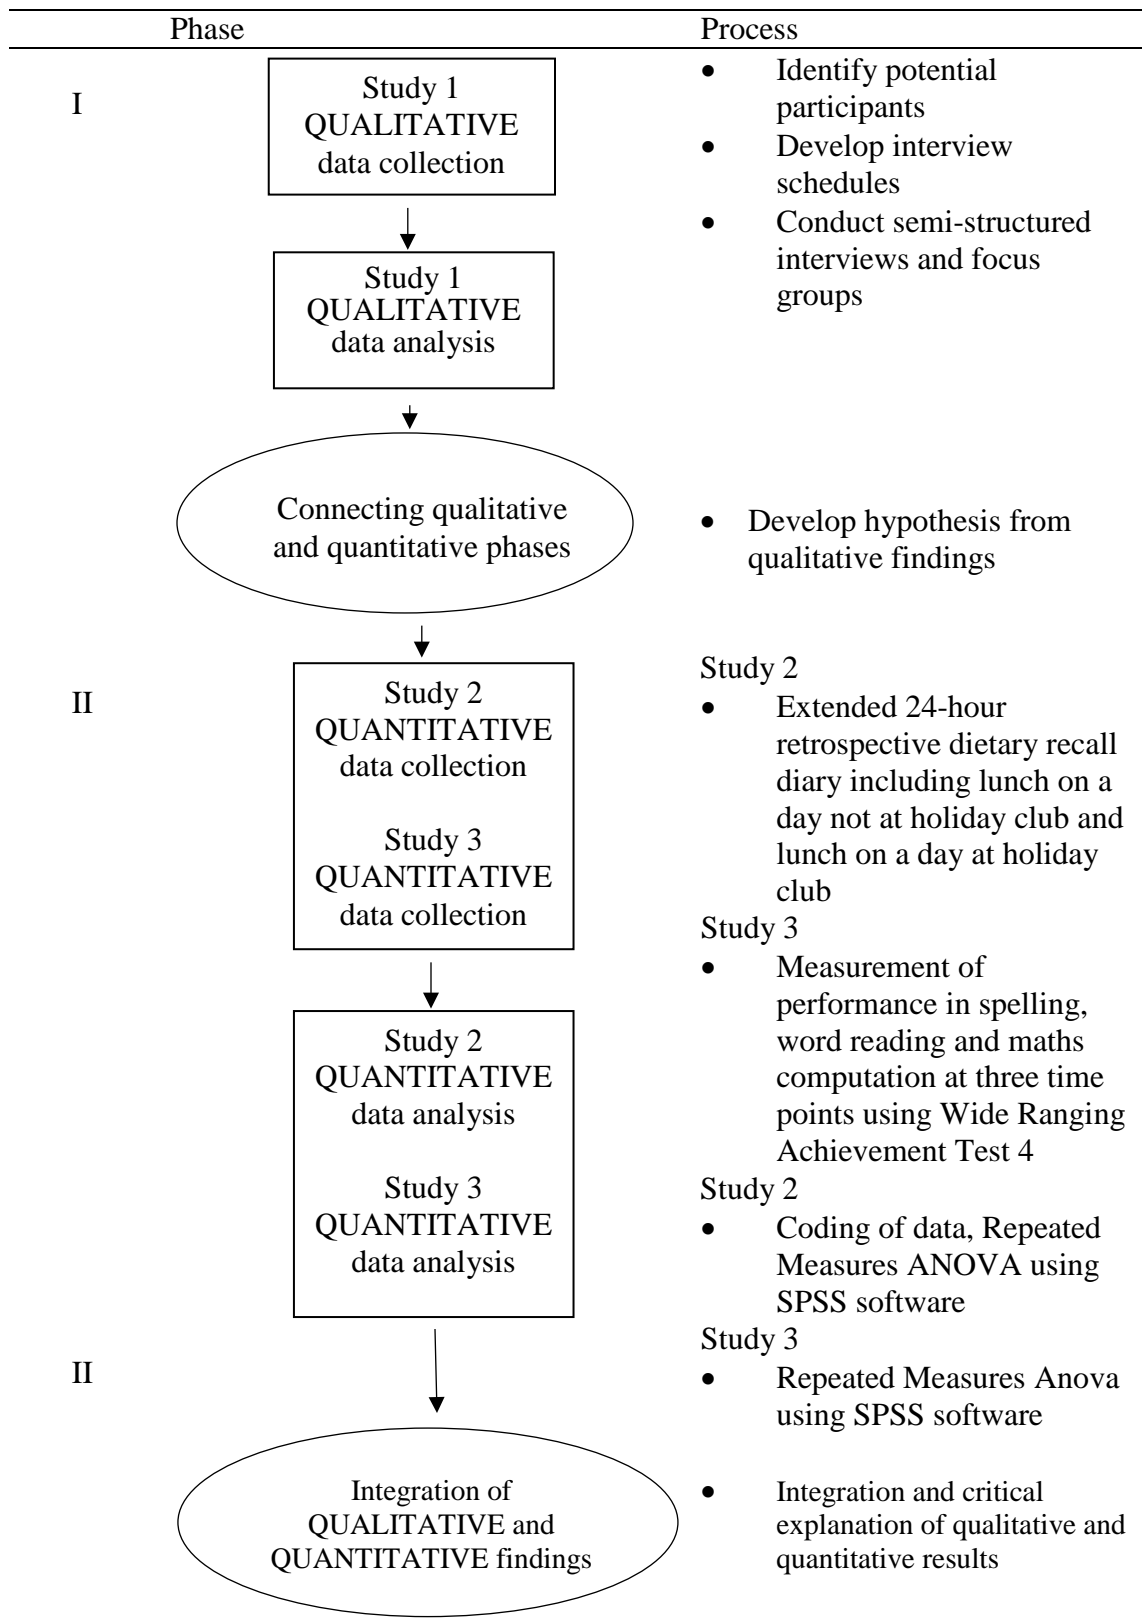 Phase Process
I
Study 1
QUALITATIVE
data collection
• Identify potential
participants
• Develop interview
schedules
• Conduct semi-structured
interviews and focus
groups
Study 1
QUALITATIVE
data analysis
Connecting qualitative
and quantitative phases
• Develop hypothesis from
qualitative findings
II
Study 2
QUANTITATIVE
data collection
Study 3
QUANTITATIVE
data collection
Study 2
• Extended 24-hour
retrospective dietary recall
diary including lunch on a
day not at holiday club and
lunch on a day at holiday
club
Study 3
• Measurement of
performance in spelling,
word reading and maths
computation at three time
points using Wide Ranging
Achievement Test 4
Study 2
QUANTITATIVE
data analysis
Study 3
QUANTITATIVE
data analysis
Study 2
• Coding of data, Repeated
Measures ANOVA using
SPSS software
Study 3
• Repeated Measures Anova
using SPSS software
II
Integration of
QUALITATIVE and
QUANTITATIVE findings
• Integration and critical
explanation of qualitative and
quantitative results